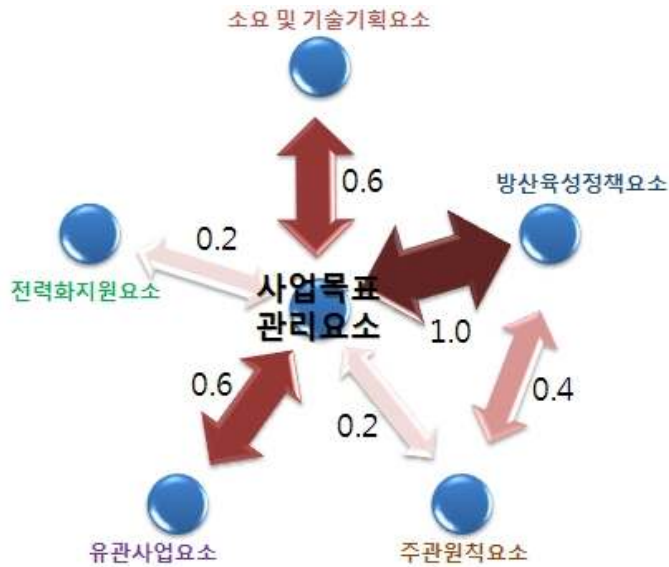 소요 및 기술기획요소
0.6
방산육성정책요소
0.2
전력화지원요소
사업목표
관리요소
1.0
0.6
0.4
0.2
유관사업요소
주관원칙요소